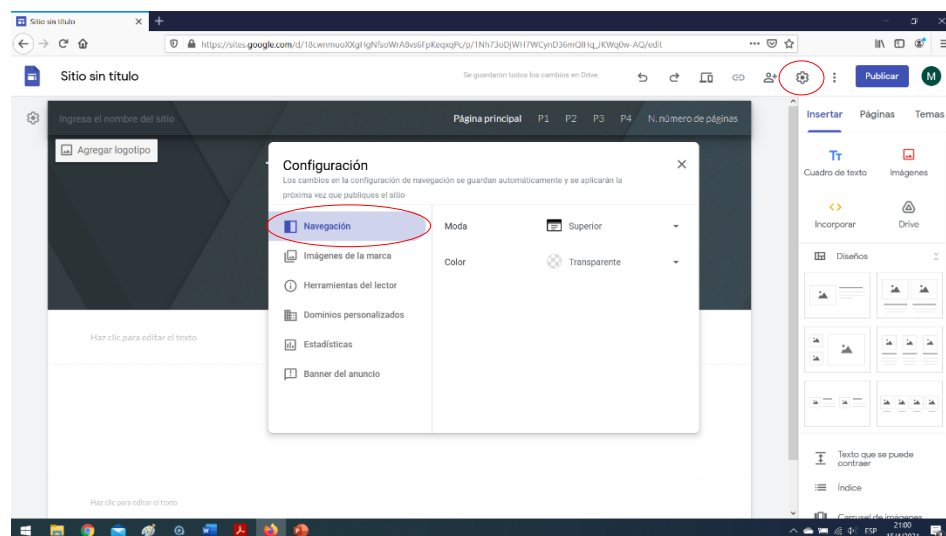 Sitio sin título
https://sites.google.com/d/18cwnmuoXXgHgNfsoWrA8vs6FpKeqxqPc/p/1Nh73oDjWH7WCynD36mQIHq_JKWq0w-AQ/edit
Sitio sin título
Se guardaron todos los cambios en Drive.
Publicar
M
Ingresa el nombre del sitio
Página principal P1 P2 P3 P4 N. número de páginas
Agregar logotipo
Insertar Páginas Temas
Cuadro de texto Imágenes
Incorporar Drive
Diseños
Configuración
Los cambios en la configuración de navegación se guardan automáticamente y se aplicarán la
próxima vez que publiques el sitio
Navegación
Imágenes de la marca
Herramientas del lector
Dominios personalizados
Estadísticas
Banner del anuncio
Moda Superior
Color Transparente
Haz clic para editar el texto
Haz clic para editar el texto
Texto que se puede
contraer
Índice
Carrusel de imágenes
ESP
21:00
15/4/2021